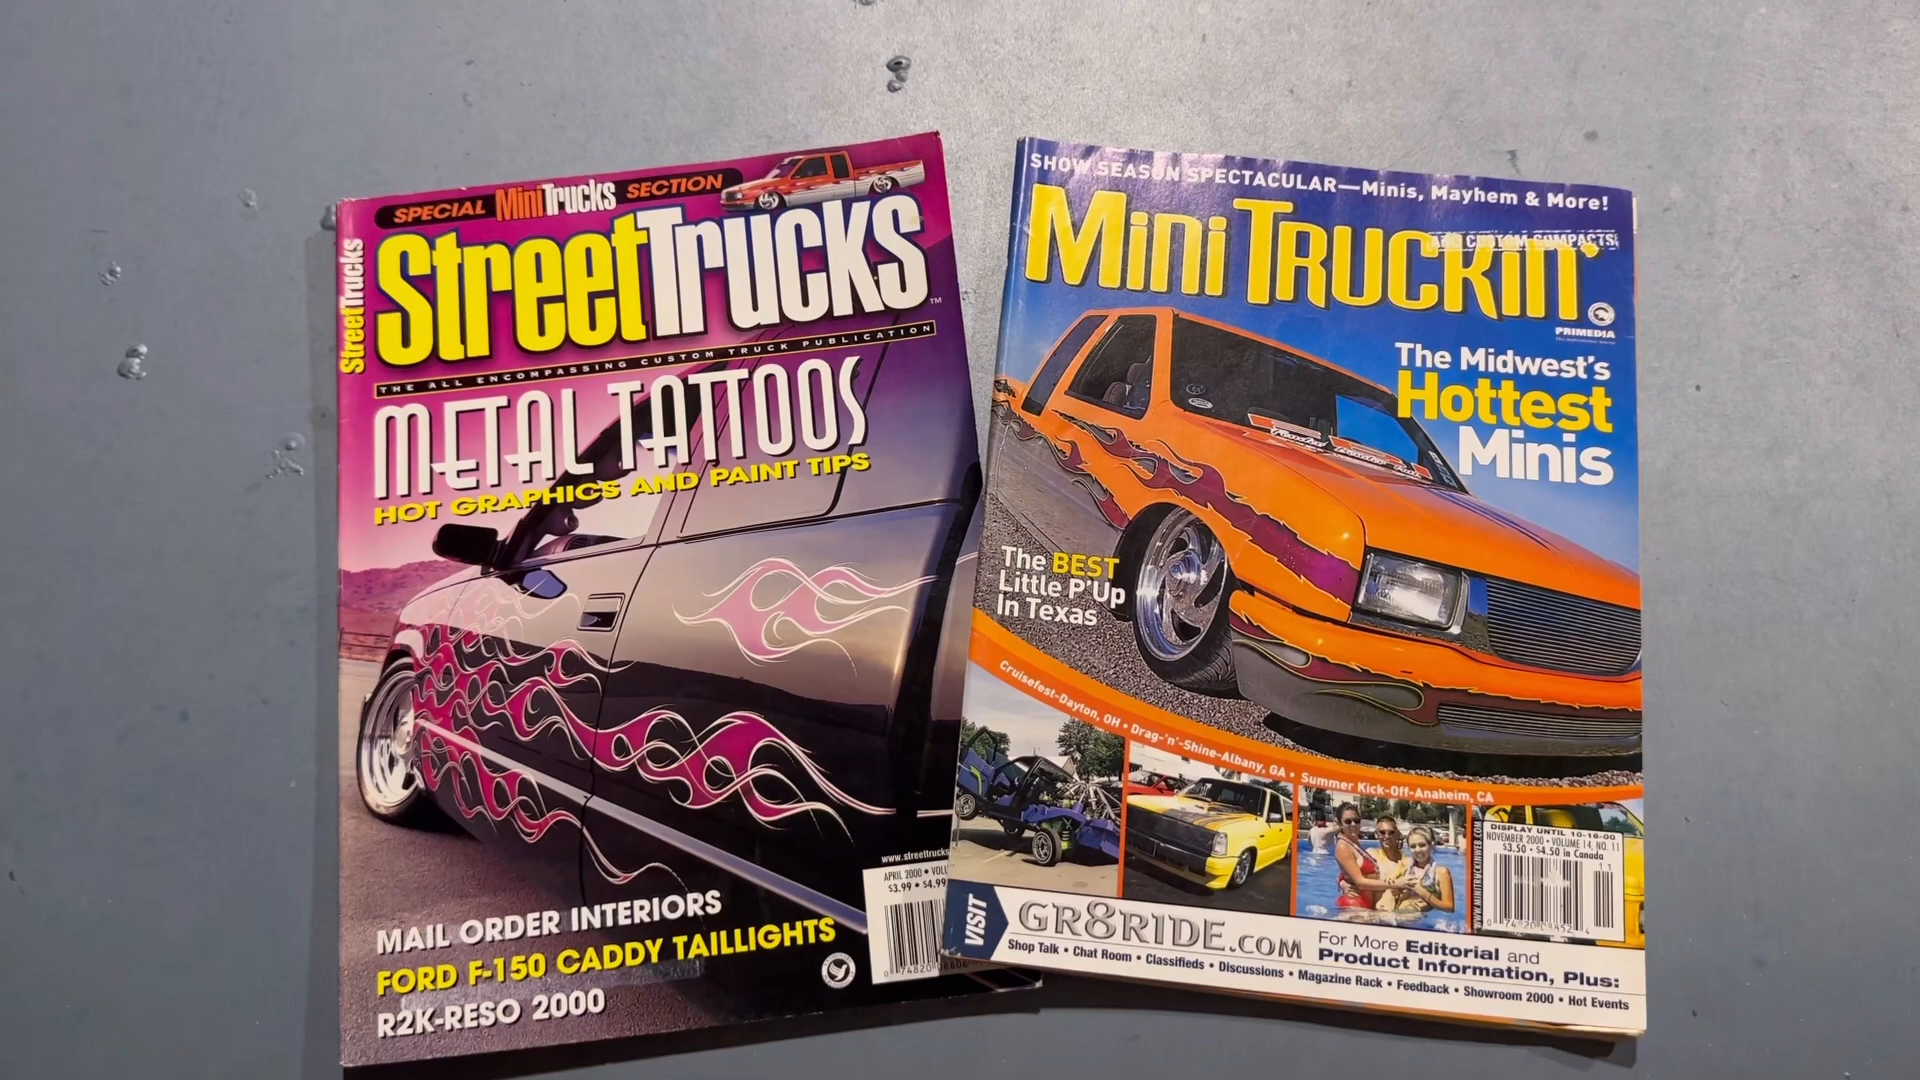 SPECIAL MiniTrucks SECTION
StreetTrucks
StreetTrucks™
THE ALL ENCOMPASSING CUSTOM TRUCK PUBLICATION
METAL TATTOOS
HOT GRAPHICS AND PAINT TIPS
www.streettrucks
APRIL 2000 • VOLU
$3.99 • $4.99
MAIL ORDER INTERIORS
FORD F-150 CADDY TAILLIGHTS
R2K-RESO 2000
SHOW SEASON SPECTACULAR—Minis, Mayhem & More!
Mini TRUCKin'
AND CUSTOM COMPACTS
PRIMEDIA
The Midwest's
Hottest
Minis
The BEST
Little P'Up
In Texas
Cruisefest-Dayton, OH • Drag-'n'-Shine-Albany, GA • Summer Kick-Off-Anaheim, CA
DISPLAY UNTIL 10-16-00
NOVEMBER 2000 • VOLUME 14, NO. 11
$3.50 • $4.50 in Canada
WWW.MINITRUCKINWEB.COM
VISIT
GR8RIDE.COM
For More Editorial and
Product Information, Plus:
Shop Talk • Chat Room • Classifieds • Discussions • Magazine Rack • Feedback • Showroom 2000 • Hot Events